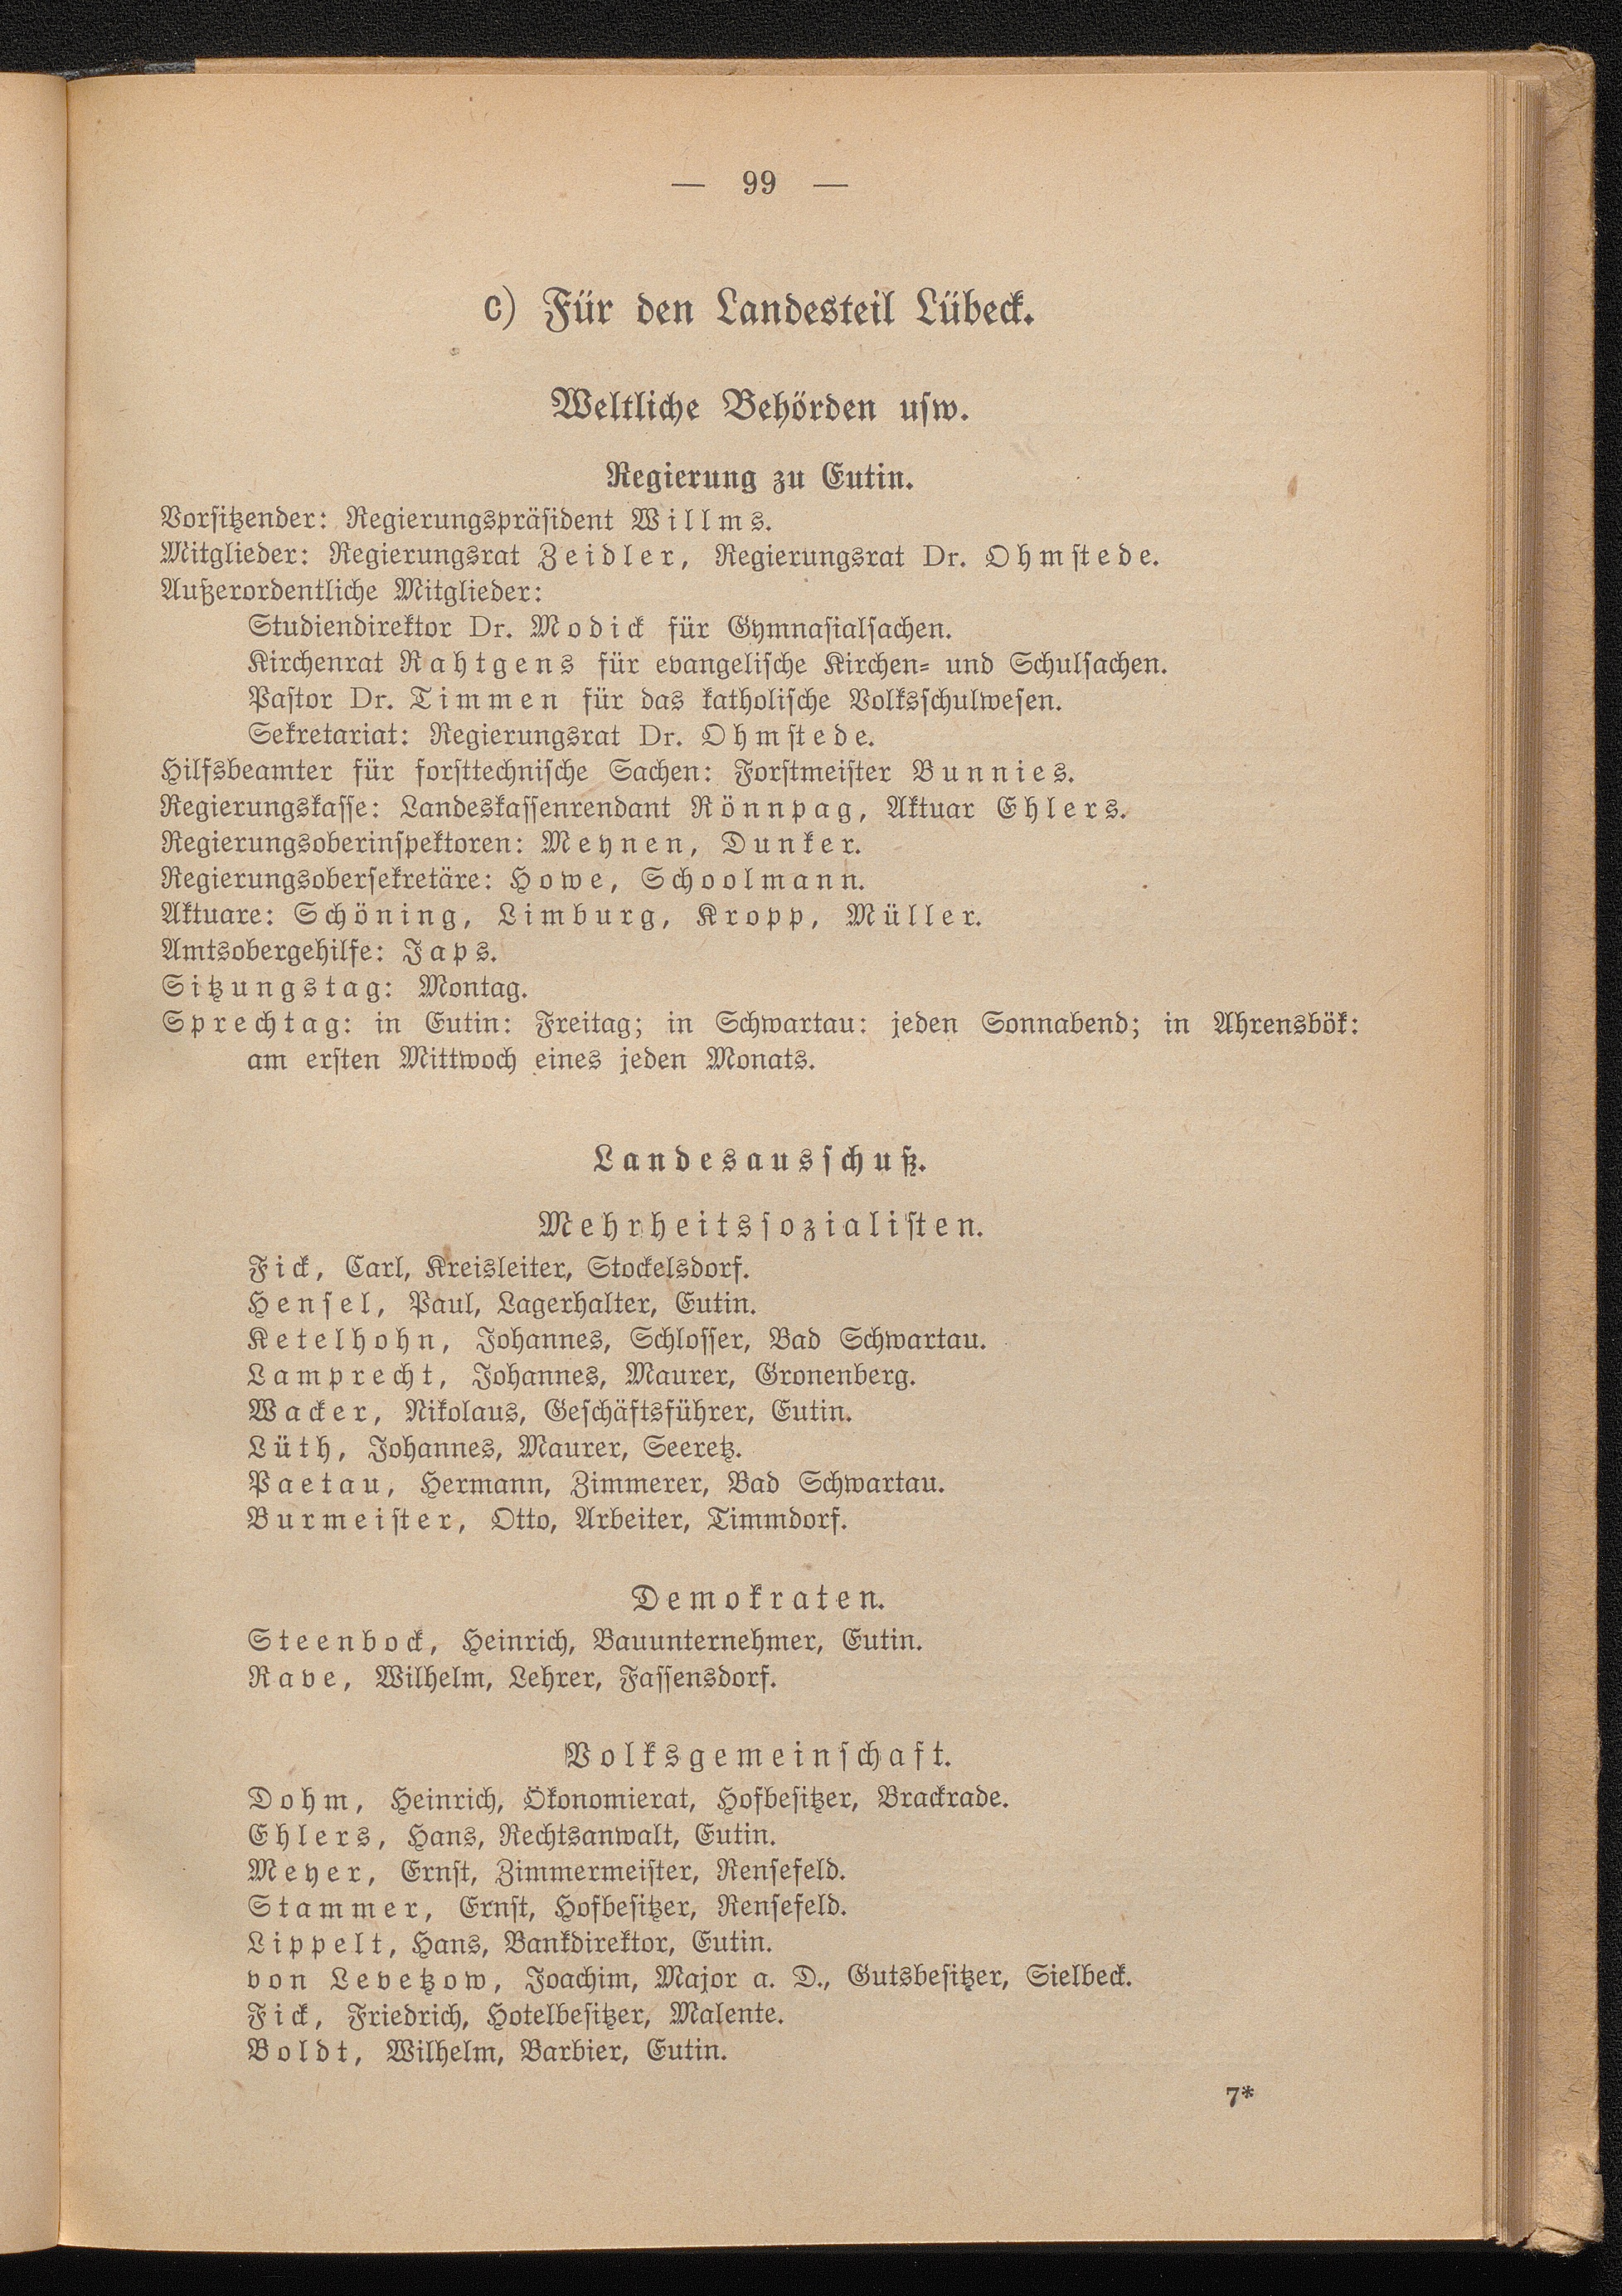 — 99 —
c) Für den Landesteil Lübeck.
Weltliche Behörden usw.
Regierung zu Eutin.
Vorsitzender: Regierungspräsident Willms.
Mitglieder: Regierungsrat Zeidler, Regierungsrat Dr. Ohmstede.
Außerordentliche Mitglieder:
Studiendirektor Dr. Modick für Gymnasialsachen.
Kirchenrat Rahtgens für evangelische Kirchen- und Schulsachen.
Pastor Dr. Timmen für das katholische Volksschulwesen.
Sekretariat: Regierungsrat Dr. Ohmstede.
Hilfsbeamter für forsttechnische Sachen: Forstmeister Bunnies.
Regierungskasse: Landeskassenrendant Rönnpag, Aktuar Ehlers.
Regierungsoberinspektoren: Meynen, Dunker.
Regierungsobersekretäre: Howe, Schoolmann.
Aktuare: Schöning, Limburg, Kropp, Müller.
Amtsobergehilfe: Japs.
Sitzungstag: Montag.
Sprechtag: in Eutin: Freitag; in Schwartau: jeden Sonnabend; in Ahrensbök:
am ersten Mittwoch eines jeden Monats.
Landesausschuß.
Mehrheitssozialisten.
Fick, Carl, Kreisleiter, Stockelsdorf.
Hensel, Paul, Lagerhalter, Eutin.
Ketelhohn, Johannes, Schlosser, Bad Schwartau.
Lamprecht, Johannes, Maurer, Gronenberg.
Wacker, Nikolaus, Geschäftsführer, Eutin.
Lüth, Johannes, Maurer, Seeretz.
Paetau, Hermann, Zimmerer, Bad Schwartau.
Burmeister, Otto, Arbeiter, Timmdorf.
Demokraten.
Steenbock, Heinrich, Bauunternehmer, Eutin.
Rave, Wilhelm, Lehrer, Fassensdorf.
Volksgemeinschaft.
Dohm, Heinrich, Ökonomierat, Hofbesitzer, Brackrade.
Ehlers, Hans, Rechtsanwalt, Eutin.
Meyer, Ernst, Zimmermeister, Rensefeld.
Stammer, Ernst, Hofbesitzer, Rensefeld.
Lippelt, Hans, Bankdirektor, Eutin.
von Levetzow, Joachim, Major a. D., Gutsbesitzer, Sielbeck.
Fick, Friedrich, Hotelbesitzer, Malente.
Boldt, Wilhelm, Barbier, Eutin.
7*